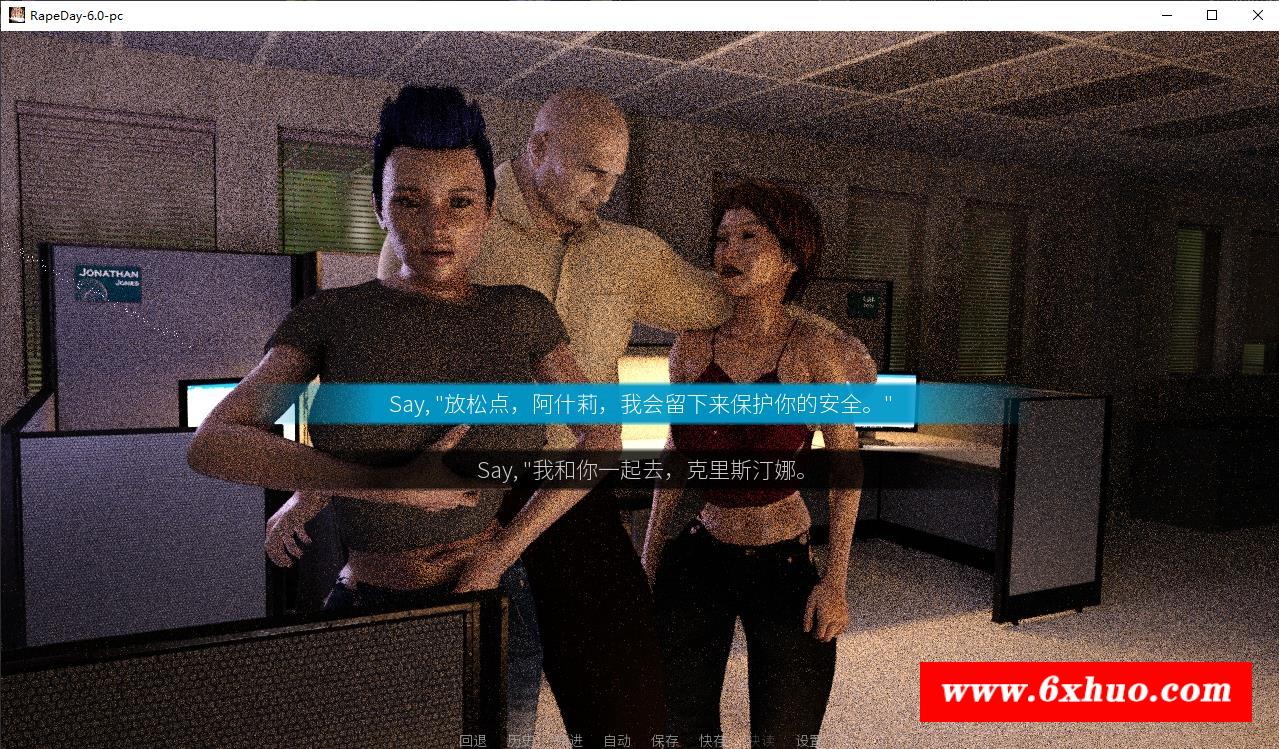 RapeDay-6.0-pc
JONATHAN
JONES
Say, "放松点，阿什莉，我会留下来保护你的安全。"
Say, "我和你一起去，克里斯汀娜。
www.6xhuo.com
回退 历史 自动 保存 快存 快读 设置